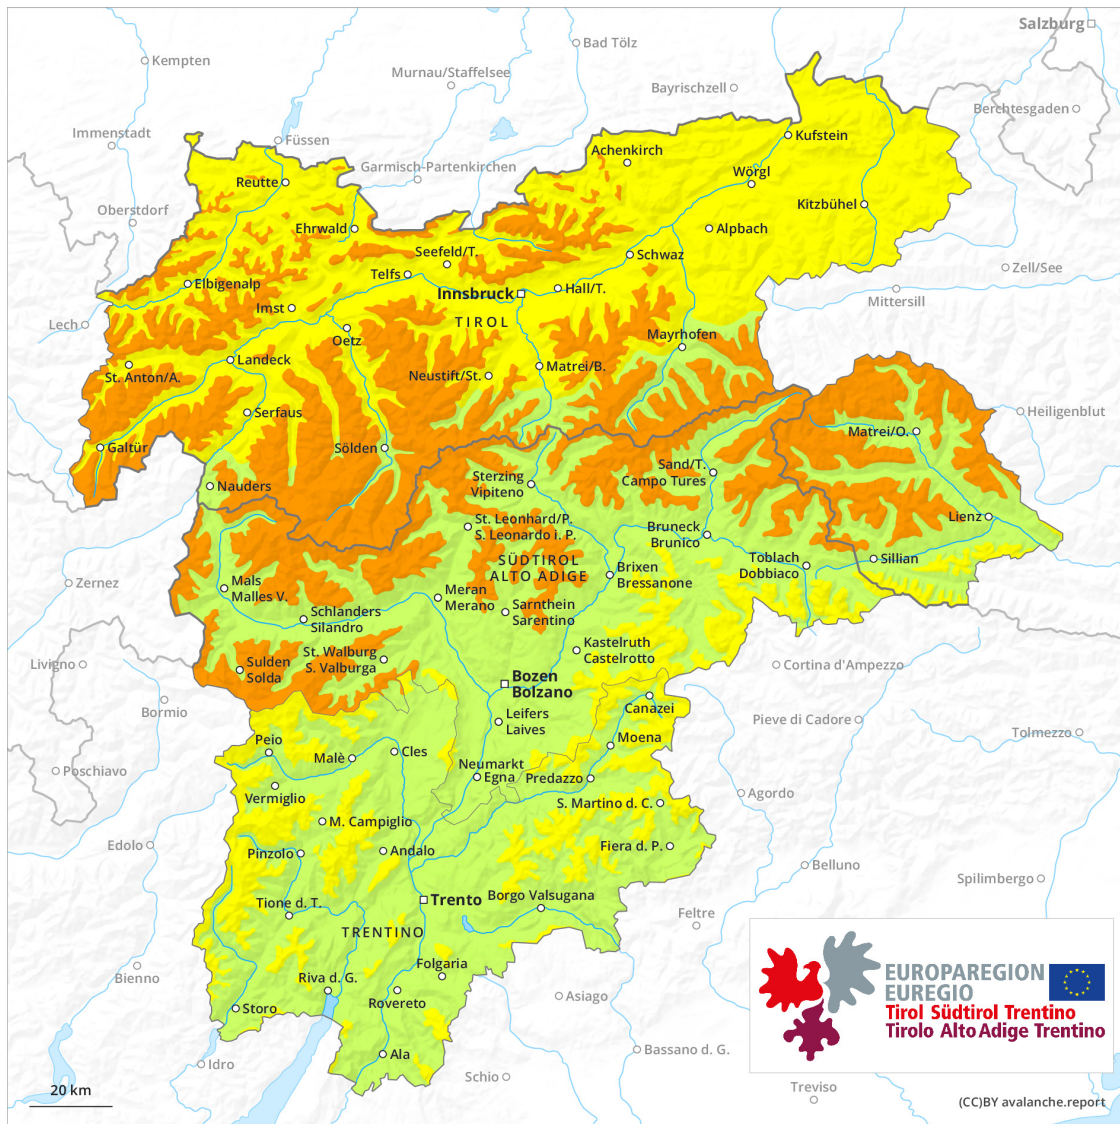 Salzburg
Bad Tölz
Kempten
Murnau/Staffelsee
Bayrischzell
Berchtesgaden
Immenstadt
Füssen
Kufstein
Achenkirch
Garmisch-Partenkirchen
Wörgl
Reutte
Kitzbühel
Oberstdorf
Ehrwald
Alpbach
Seefeld/T.
Schwaz
Zell/See
Telfs
Elbigenalp
Hall/T.
Innsbruck
Mittersill
Imst
TIROL
Lech
Oetz
Mayrhofen
Landeck
Matrei/B.
St. Anton/A.
Neustift/St.
Serfaus
Heiligenblut
Matrei/O.
Galtür
Sölden
Sand/T.
Campo Tures
Sterzing
Vipiteno
Nauders
St. Leonhard/P.
S. Leonardo i. P.
Lienz
Bruneck
Brunico
SÜDTIROL
ALTO ADIGE
Toblach
Dobbiaco
Sillian
Brixen
Bressanone
Zernez
Mals
Malles V.
Meran
Merano
Sarnthein
Sarentino
Schlanders
Silandro
Kastelruth
Castelrotto
St. Walburg
S. Valburga
Livigno
Sulden
Solda
Cortina d'Ampezzo
Bozen
Bolzano
Canazei
Bormio
Leifers
Laives
Pieve di Cadore
Tolmezzo
Peio
Moena
Cles
Malè
Neumarkt
Egna
Predazzo
Poschiavo
Vermiglio
Agordo
S. Martino d. C.
M. Campiglio
Edolo
Andalo
Fiera d. P.
Pinzolo
Belluno
Spilimbergo
Trento
Borgo Valsugana
Tione d. T.
Feltre
TRENTINO
Folgaria
Bienno
Riva d. G.
Rovereto
Asiago
Storo
Ala
Bassano d. G.
Idro
Schio
Treviso
EUROPAREGION
EUREGIO
Tirol Südtirol Trentino
Tirolo Alto Adige Trentino
20 km
(CC)BY avalanche.report